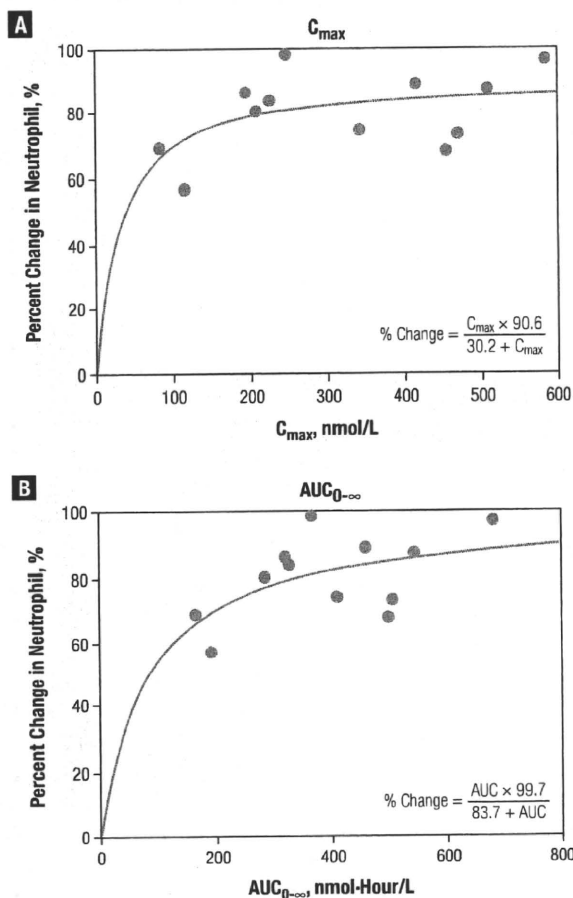 A
Cmax
Percent Change in Neutrophil, %
100
80
60
40
20
0
% Change = Cmax × 90.6
30.2 + Cmax
0 100 200 300 400 500 600
Cmax, nmol/L
B
AUC0-∞
Percent Change in Neutrophil, %
100
80
60
40
20
0
% Change = AUC × 99.7
83.7 + AUC
0 200 400 600 800
AUC0-∞, nmol·Hour/L